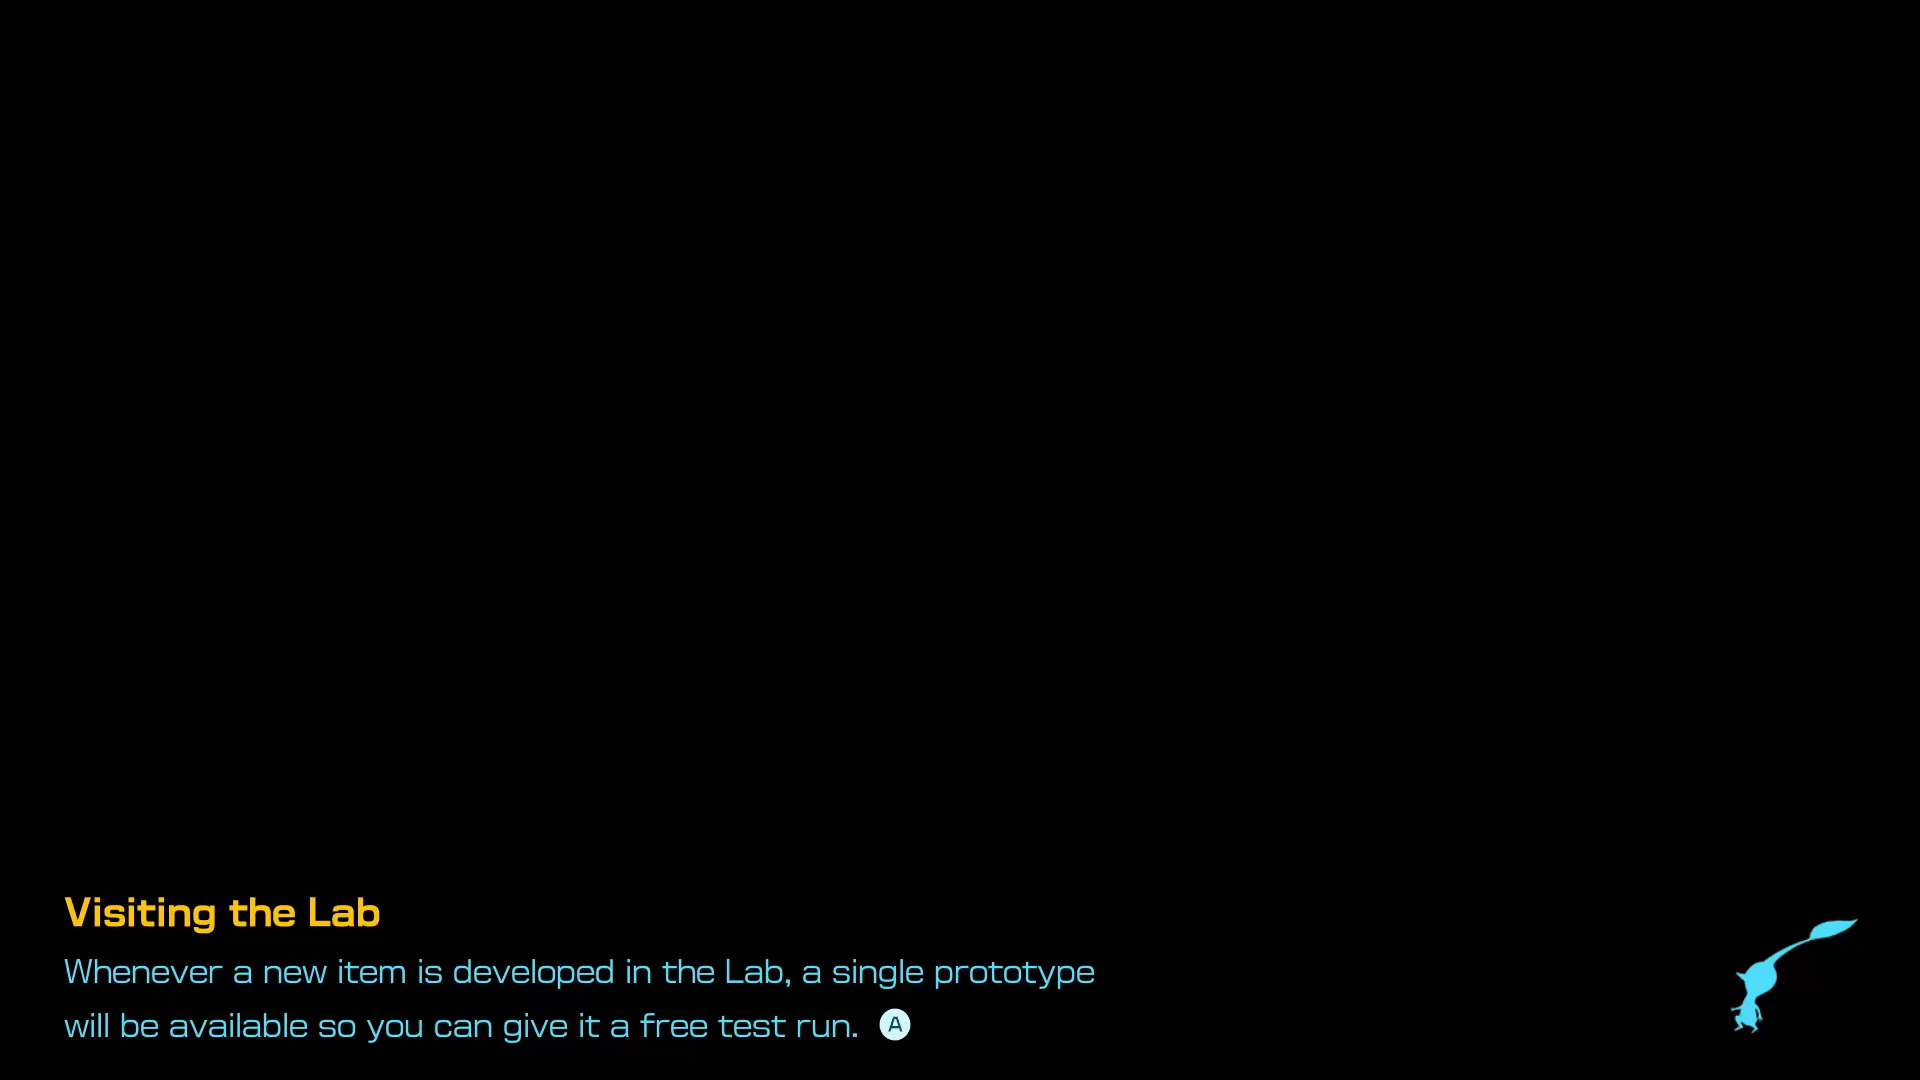 Visiting the Lab
Whenever a new item is developed in the Lab, a single prototype
will be available so you can give it a free test run. A